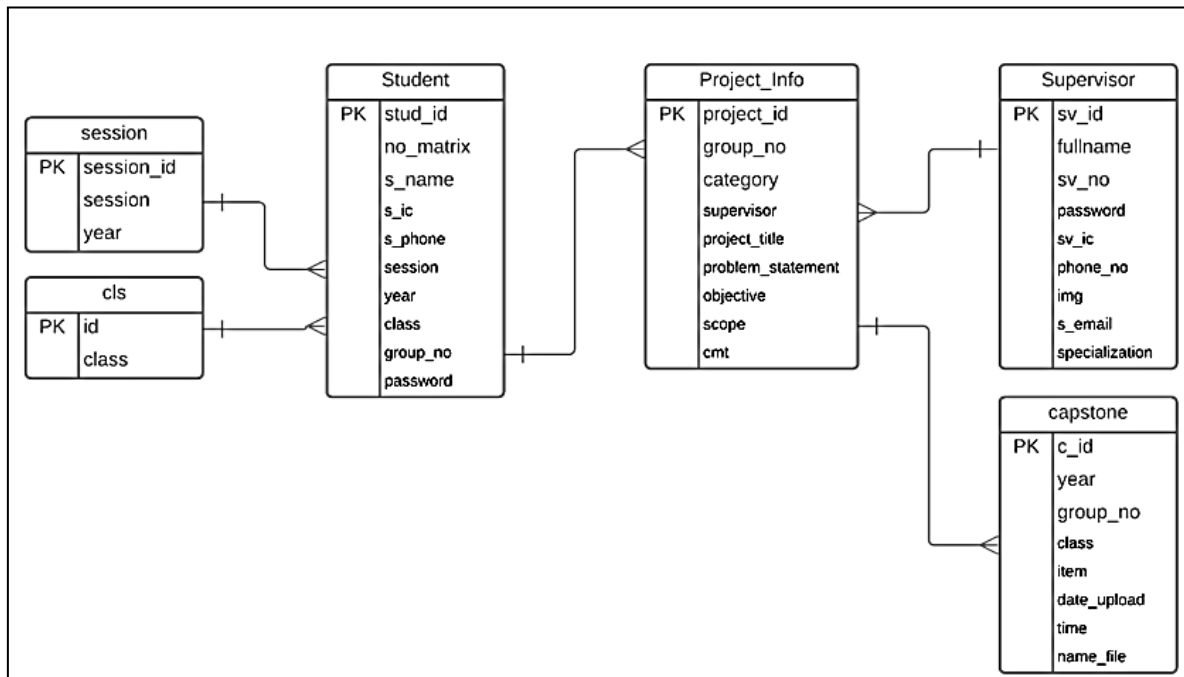 session
PK session_id
session
year
cls
PK id
class
Student
PK stud_id
no_matrix
s_name
s_ic
s_phone
session
year
class
group_no
password
Project_Info
PK project_id
group_no
category
supervisor
project_title
problem_statement
objective
scope
cmt
Supervisor
PK sv_id
fullname
sv_no
password
sv_ic
phone_no
img
s_email
specialization
capstone
PK c_id
year
group_no
class
item
date_upload
time
name_file